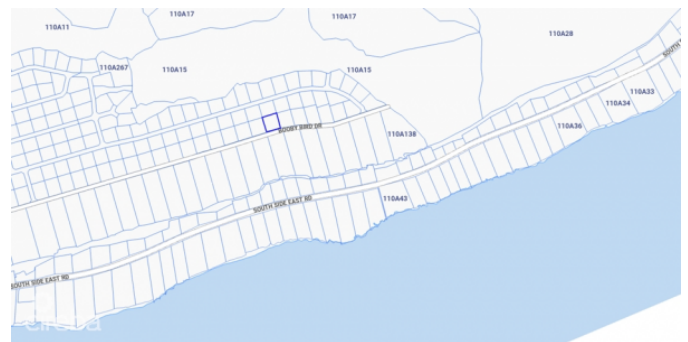 110A11
110A17
110A17
110A28
110A267
110A15
110A15
110A33
110A34
110A36
BOOBY BIRD DR
110A138
110A43
SOUTH SIDE EAST RD
SOUTH SIDE EAST RD